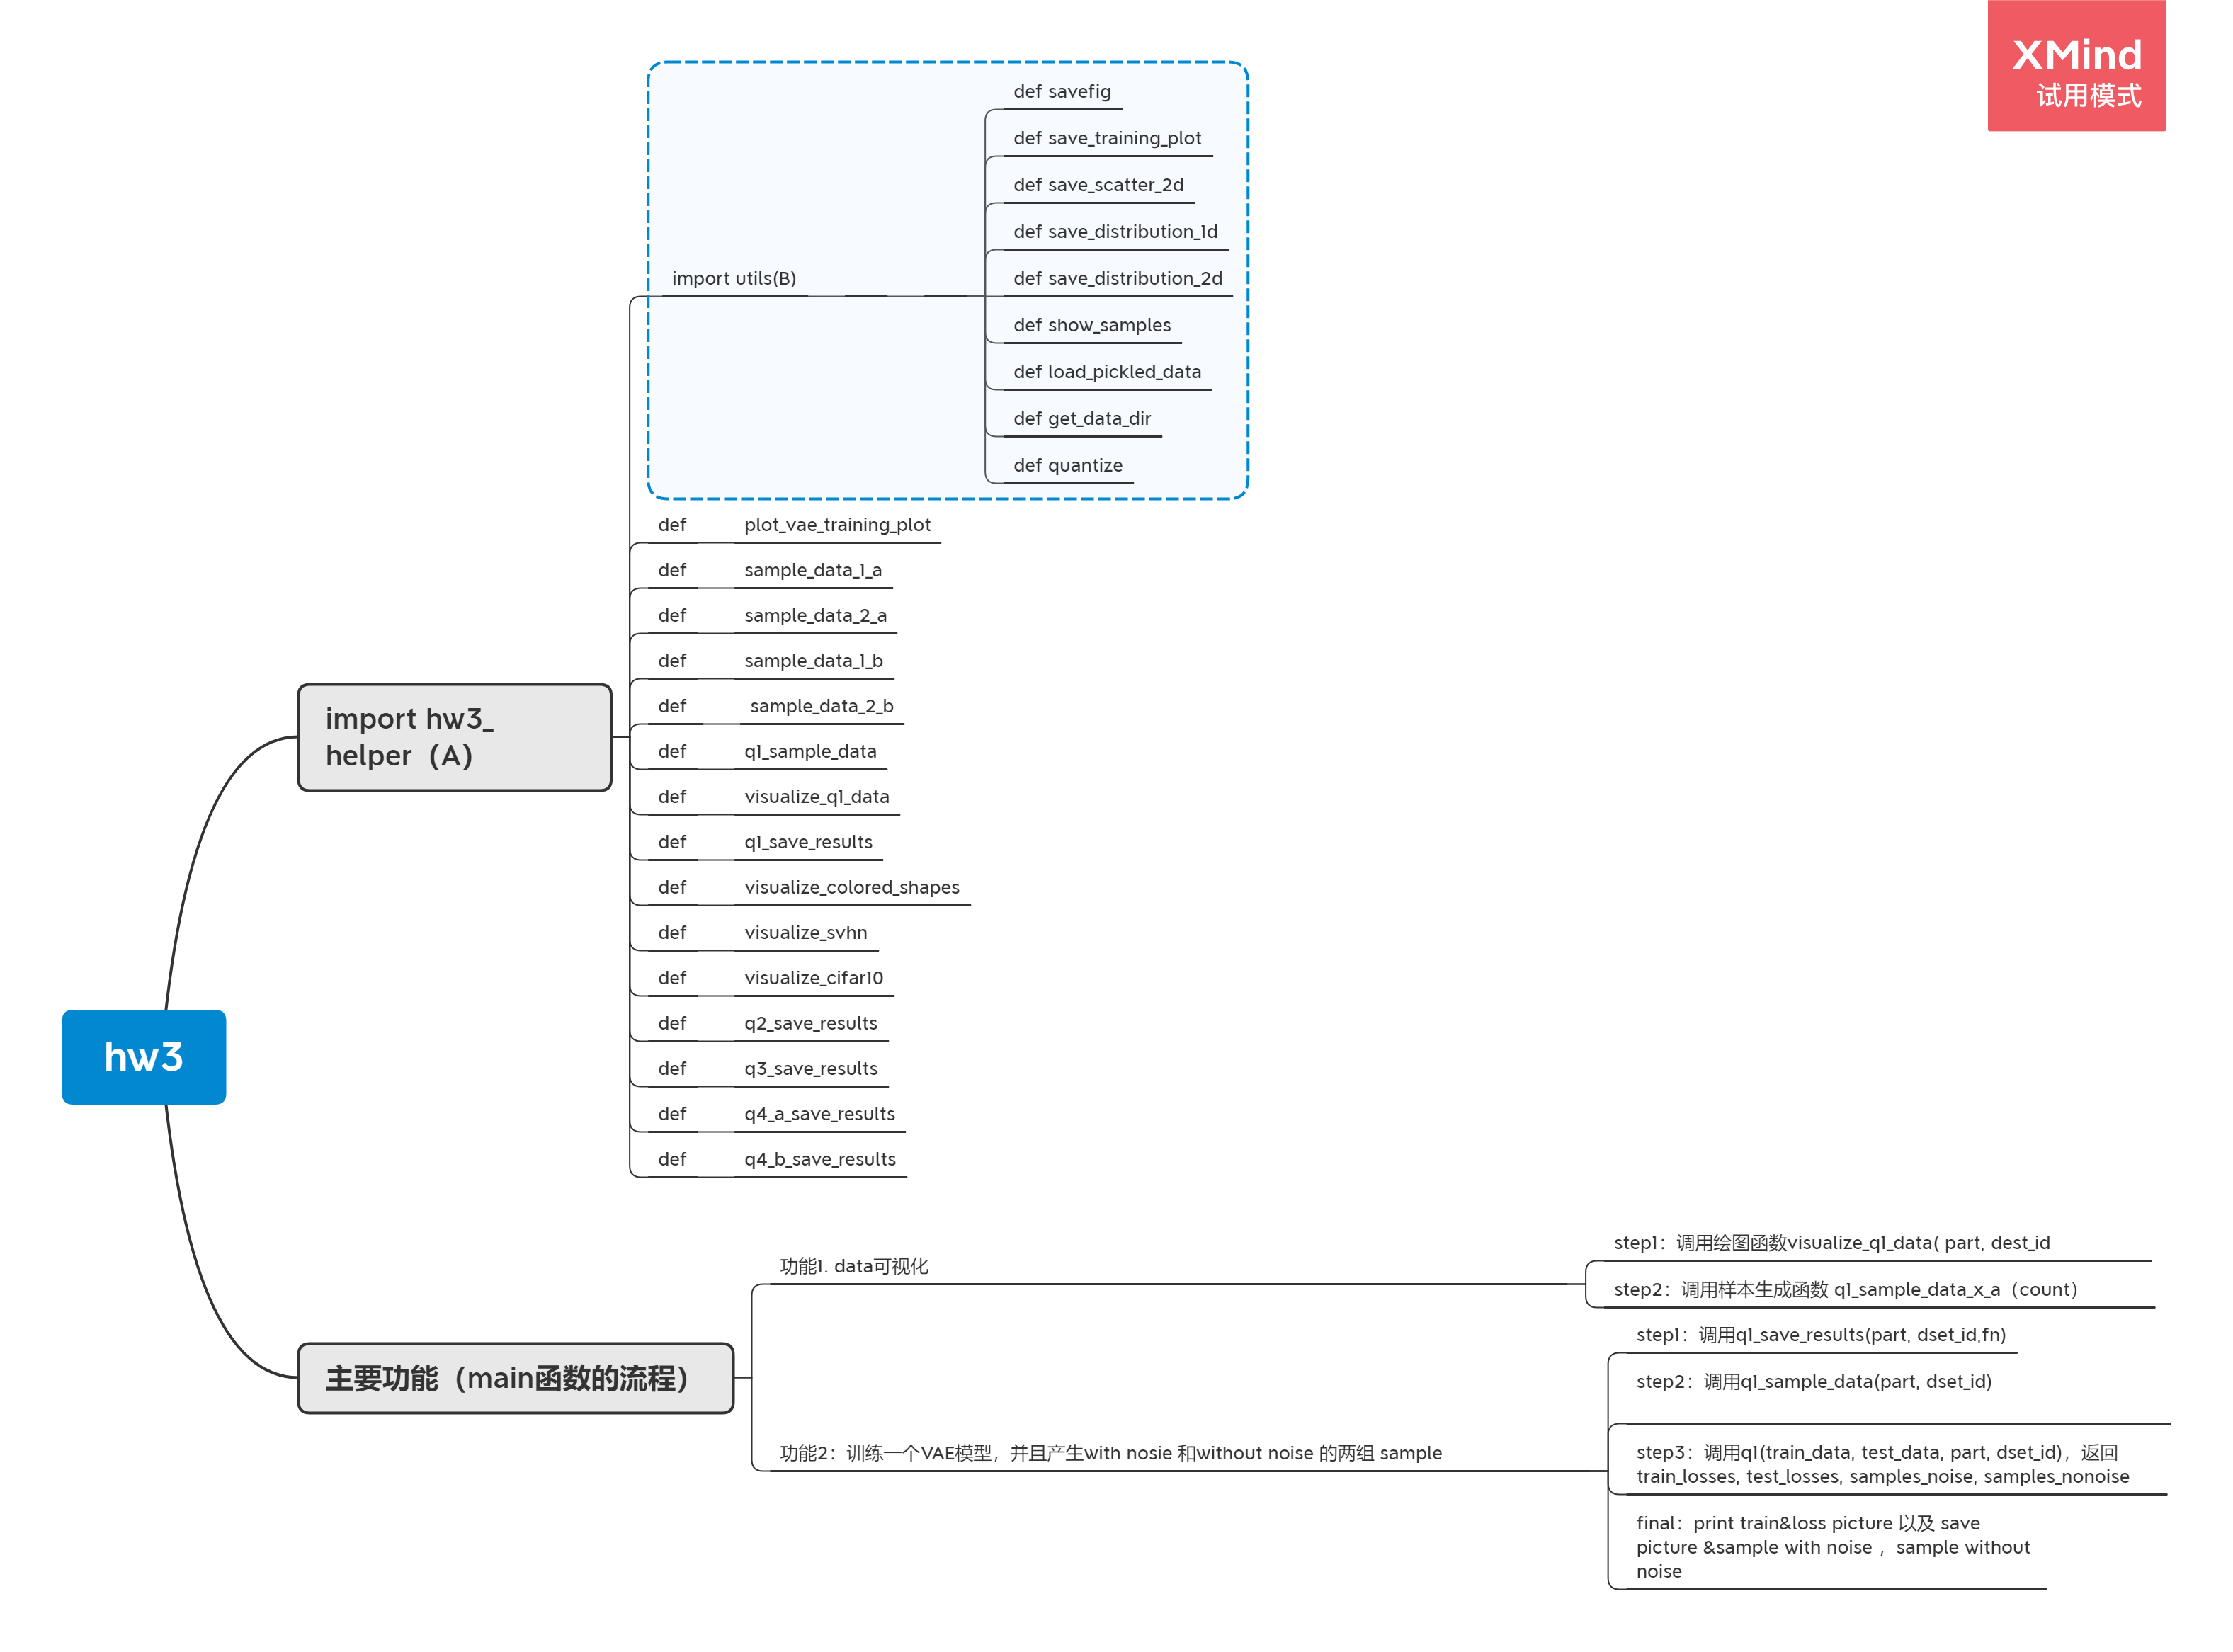 XMind
试用模式
def savefig
def save_training_plot
def save_scatter_2d
def save_distribution_1d
import utils(B)
def save_distribution_2d
def show_samples
def load_pickled_data
def get_data_dir
def quantize
def plot_vae_training_plot
def sample_data_1_a
def sample_data_2_a
def sample_data_1_b
def sample_data_2_b
import hw3_
helper（A）
def q1_sample_data
def visualize_q1_data
def q1_save_results
def visualize_colored_shapes
def visualize_svhn
def visualize_cifar10
def q2_save_results
def q3_save_results
def q4_a_save_results
def q4_b_save_results
hw3
主要功能（main函数的流程）
功能1. data可视化
step1：调用绘图函数visualize_q1_data( part, dest_id
step2：调用样本生成函数 q1_sample_data_x_a（count）
功能2：训练一个VAE模型，并且产生with nosie 和without noise 的两组 sample
step1：调用q1_save_results(part, dset_id,fn)
step2：调用q1_sample_data(part, dset_id)
step3：调用q1(train_data, test_data, part, dset_id)，返回
train_losses, test_losses, samples_noise, samples_nonoise
final：print train&loss picture 以及 save
picture &sample with noise ，sample without
noise